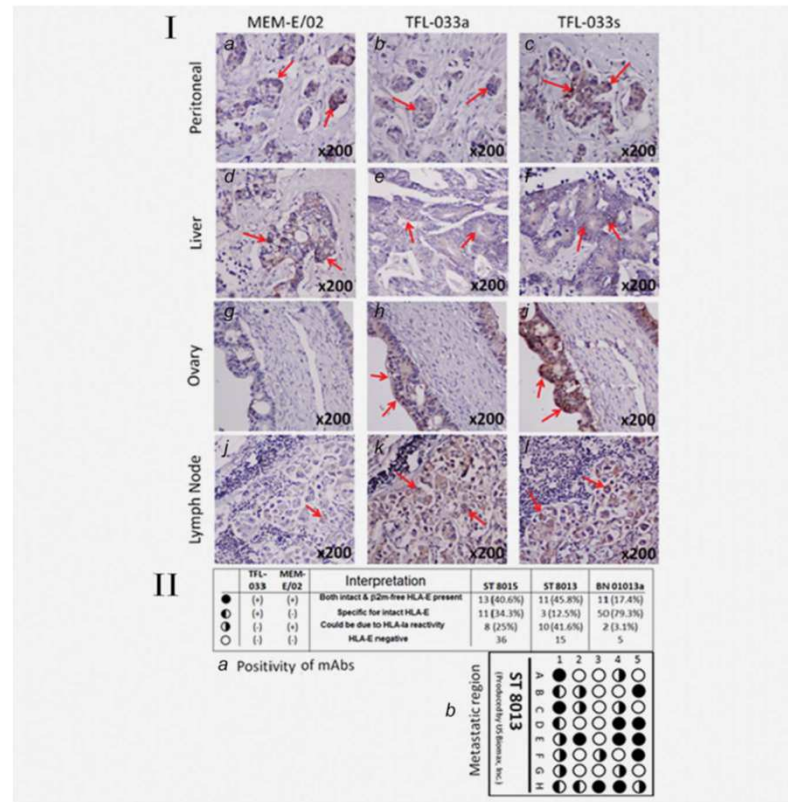 I
MEM-E/02 TFL-033a TFL-033s
Peritoneal
a b c
x200 x200 x200
Liver
d e f
x200 x200 x200
Ovary
g h i
x200 x200 x200
Lymph Node
j k l
x200 x200 x200
II
TFL-033 MEM-E/02 Interpretation ST 8015 ST 8013 BN 01013a
(+) (+) Both intact & β2m-free HLA-E present 13 (40.6%) 11 (45.8%) 11 (17.4%)
(+) (-) Specific for intact HLA-E 11 (34.3%) 3 (12.5%) 50 (79.3%)
(-) (+) Could be due to HLA-Ia reactivity 8 (25%) 10 (41.6%) 2 (3.1%)
(-) (-) HLA-E negative 36 15 5
a Positivity of mAbs
b
Metastatic region
ST 8013
(Produced by US Biomax, Inc.)
1 2 3 4 5
A
B
C
D
E
F
G
H